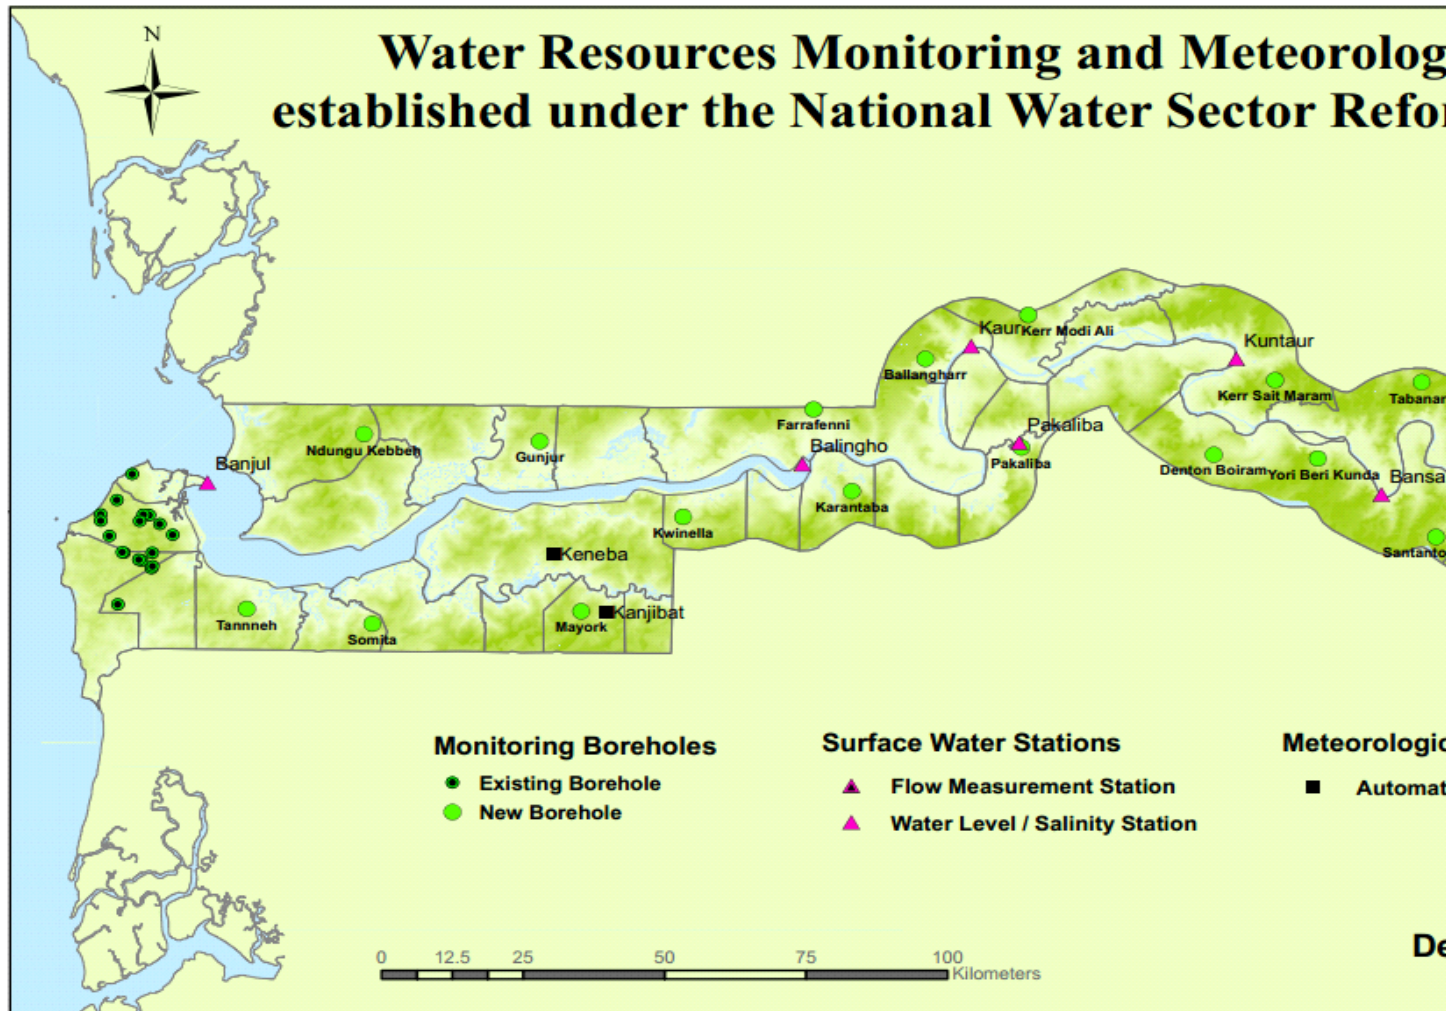 N
Water Resources Monitoring and Meteorolog
established under the National Water Sector Refor
Kaur
Kerr Modi Ali
Kuntaur
Ballangharr
Kerr Sait Maram
Tabanar
Farrafenni
Pakaliba
Balingho
Ndungu Kebbeh
Gunjur
Pakaliba
Banjul
Denton Boiram
Yori Beri Kunda
Bansa
Karantaba
Kwinella
Santanto
Keneba
Kanjibat
Tannneh
Mayork
Somita
Monitoring Boreholes
Existing Borehole
New Borehole
Surface Water Stations
Flow Measurement Station
Water Level / Salinity Station
Meteorologic
Automat
De
0 12.5 25 50 75 100
Kilometers